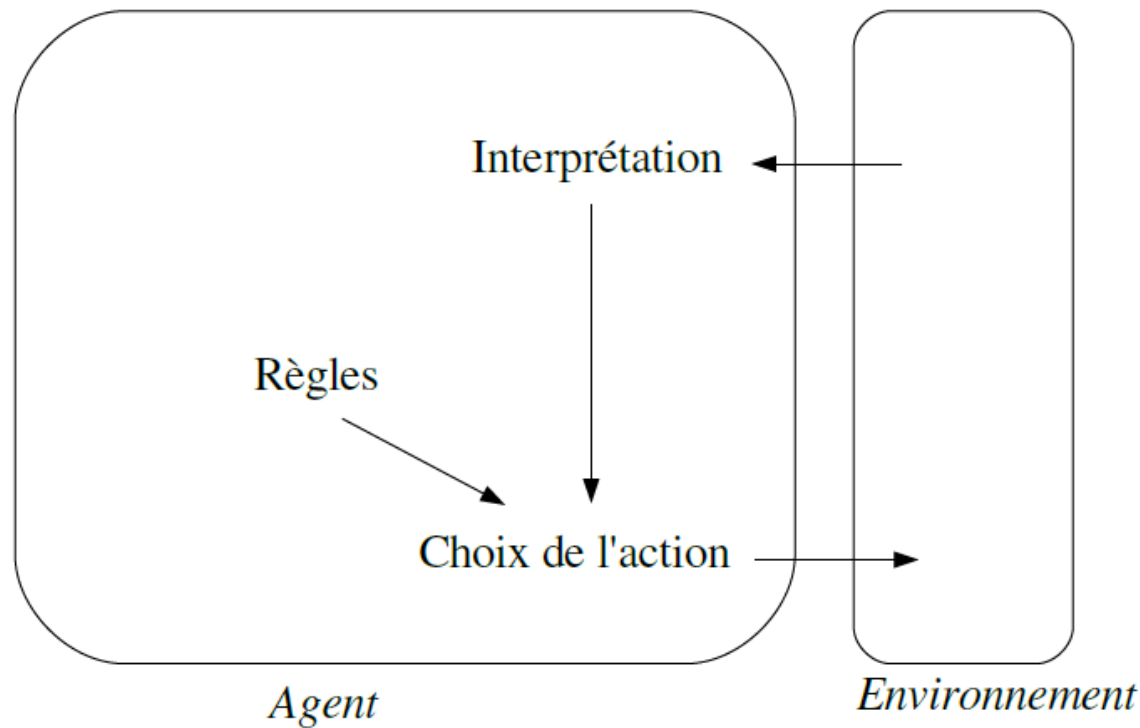 Interprétation
Règles
Choix de l'action
Agent
Environnement